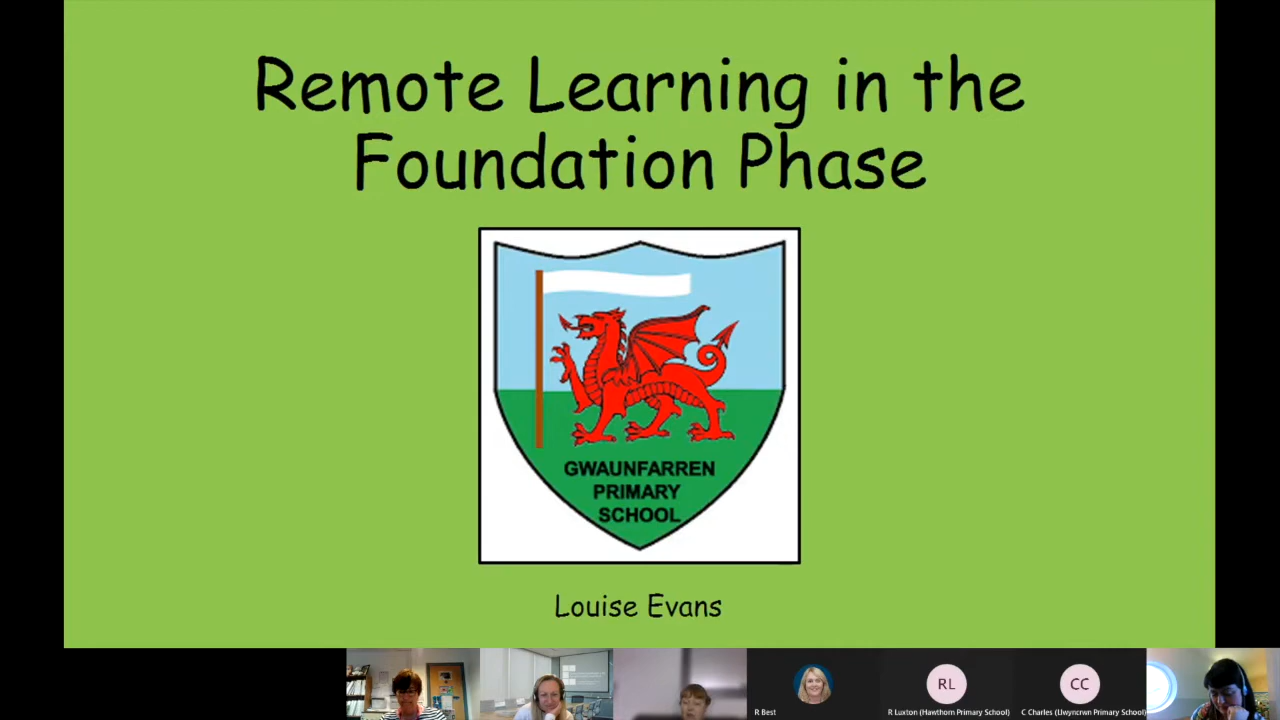 Remote Learning in the
Foundation Phase
GWAUNFARREN
PRIMARY
SCHOOL
Louise Evans
RL
CC
R Best
R Luxton (Hawthorn Primary School)
C Charles (Llwyncrwn Primary School)